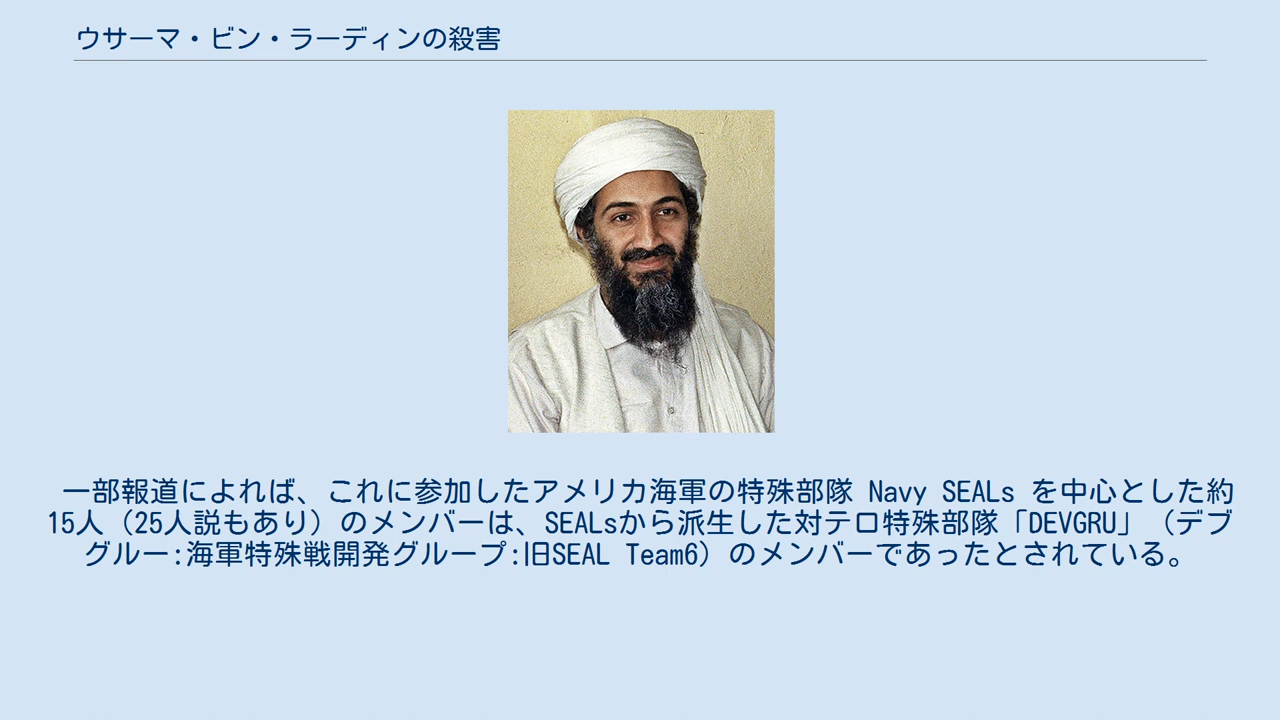 ウサーマ・ビン・ラーディンの殺害
一部報道によれば、これに参加したアメリカ海軍の特殊部隊 Navy SEALs を中心とした約
15人（25人説もあり）のメンバーは、SEALsから派生した対テロ特殊部隊「DEVGRU」（デブ
グルー:海軍特殊戦開発グループ:旧SEAL Team6）のメンバーであったとされている。